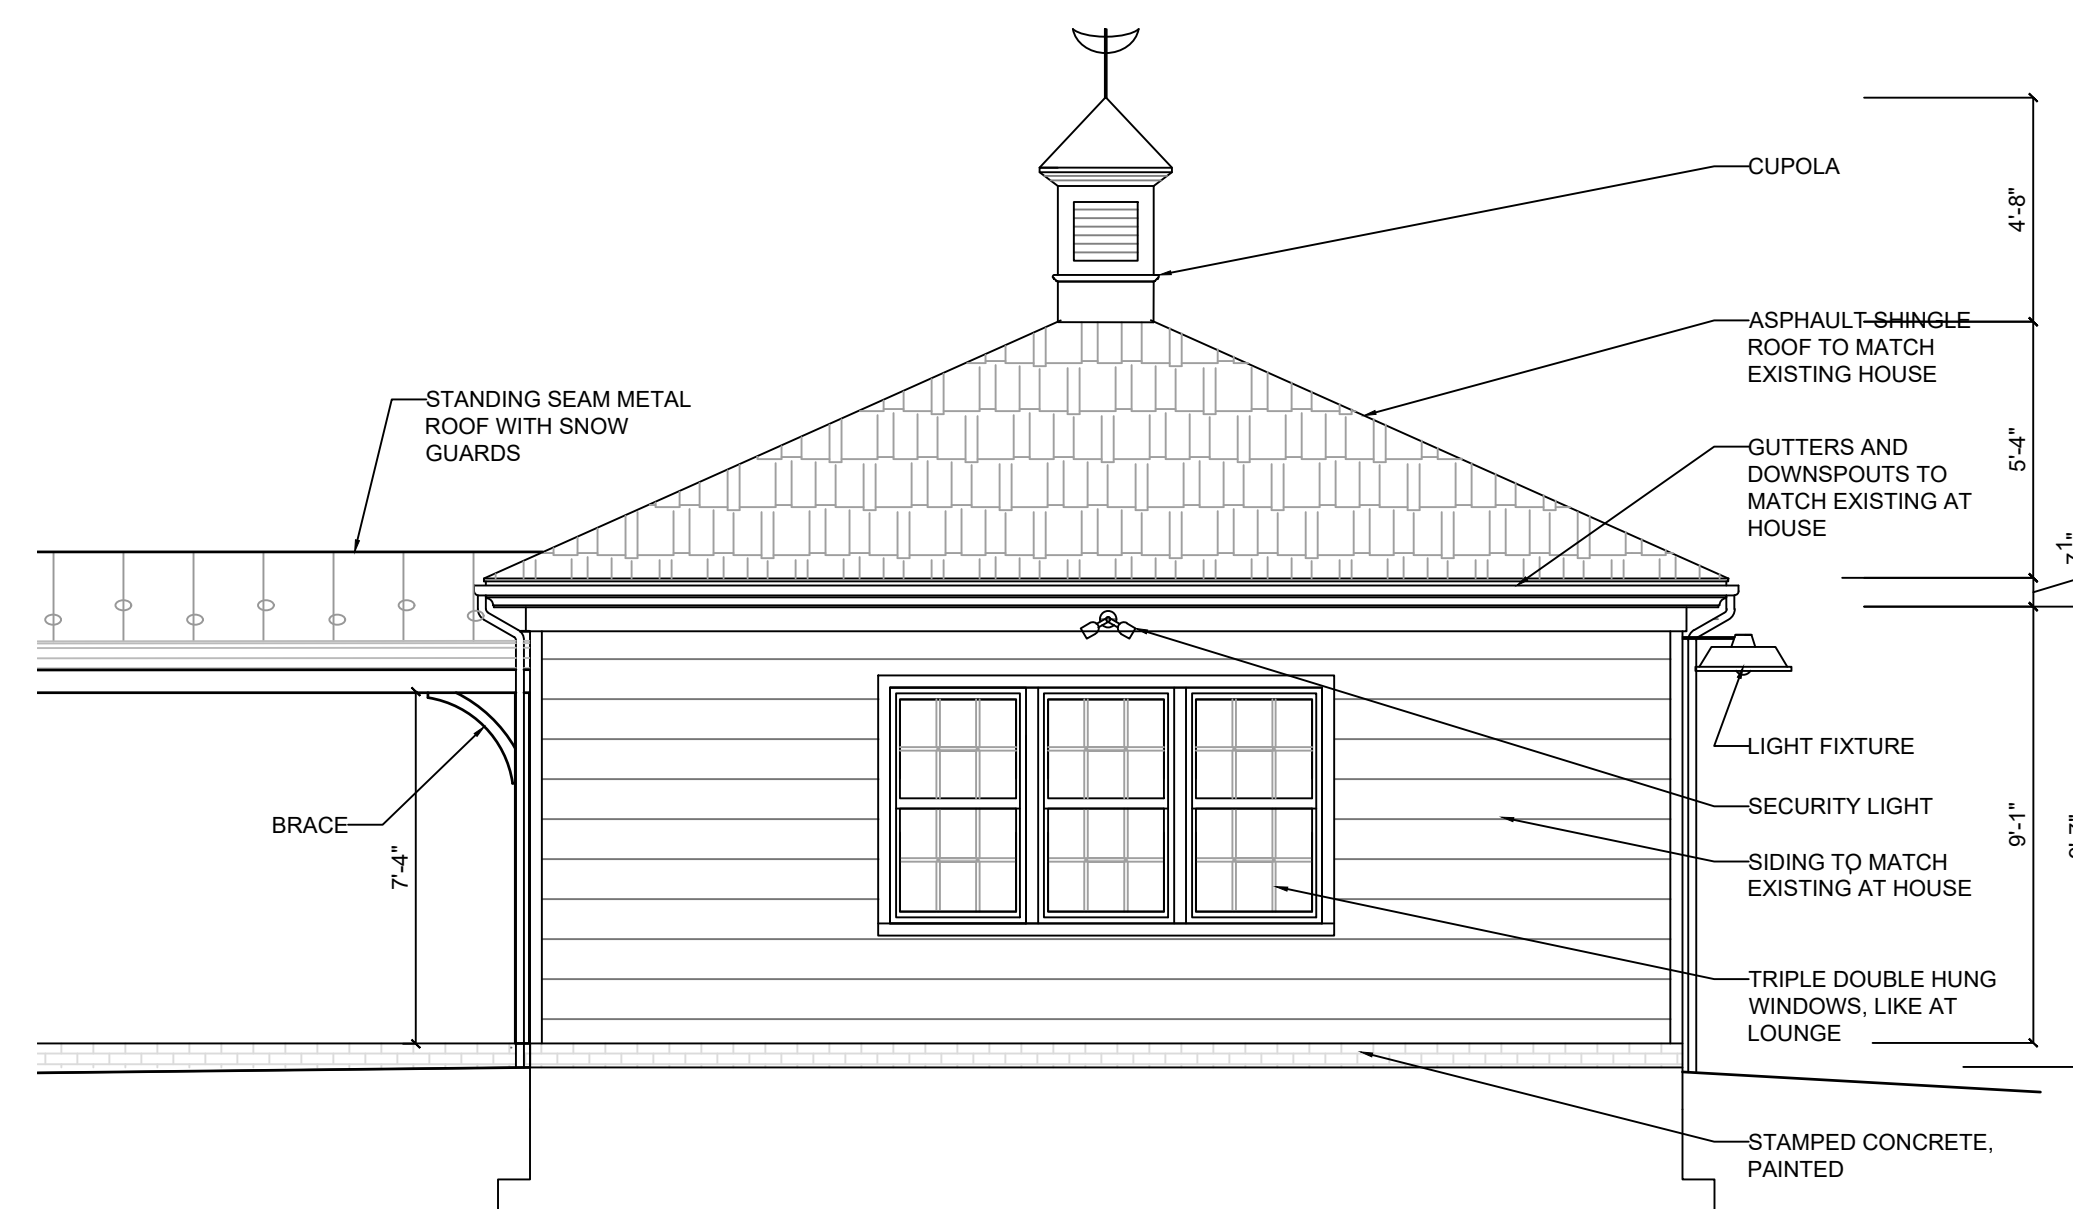 CUPOLA
4'-8"
ASPHAULT SHINGLE
ROOF TO MATCH
EXISTING HOUSE
STANDING SEAM METAL
ROOF WITH SNOW
GUARDS
GUTTERS AND
DOWNSPOUTS TO
MATCH EXISTING AT
HOUSE
5'-4"
LIGHT FIXTURE
SECURITY LIGHT
BRACE
7'-4"
9'-1"
SIDING TO MATCH
EXISTING AT HOUSE
TRIPLE DOUBLE HUNG
WINDOWS, LIKE AT
LOUNGE
STAMPED CONCRETE,
PAINTED